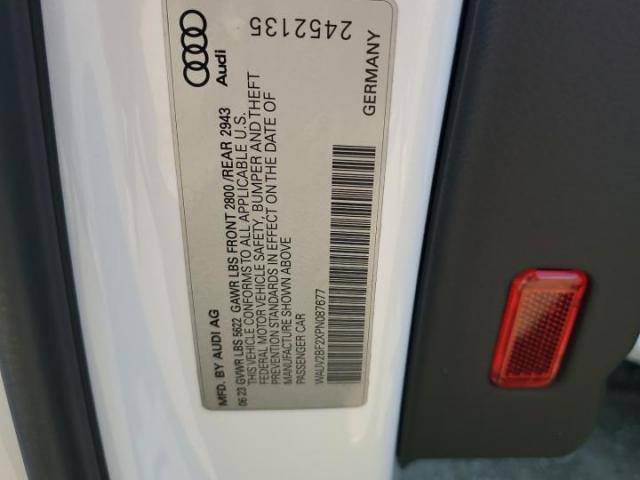 Audi
2452135
MFD. BY AUDI AG
06·23 GVWR LBS 5622 GAWR LBS FRONT 2800 /REAR 2943
THIS VEHICLE CONFORMS TO ALL APPLICABLE U.S.
FEDERAL MOTOR VEHICLE SAFETY, BUMPER AND THEFT
PREVENTION STANDARDS IN EFFECT ON THE DATE OF
MANUFACTURE SHOWN ABOVE
PASSENGER CAR
WAUV2BF2XPN087677
GERMANY